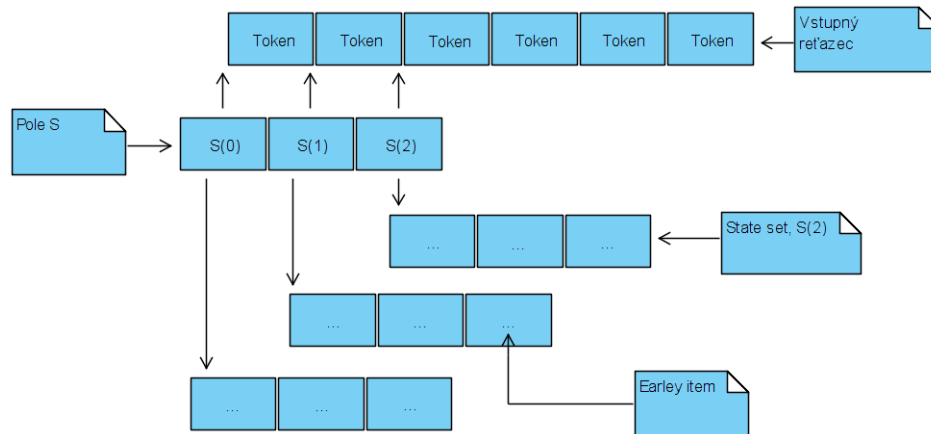 Vstupný
reťazec
Token Token Token Token Token Token
Pole S
S(0) S(1) S(2)
... ... ...
State set, S(2)
... ... ...
... ... ...
Earley item